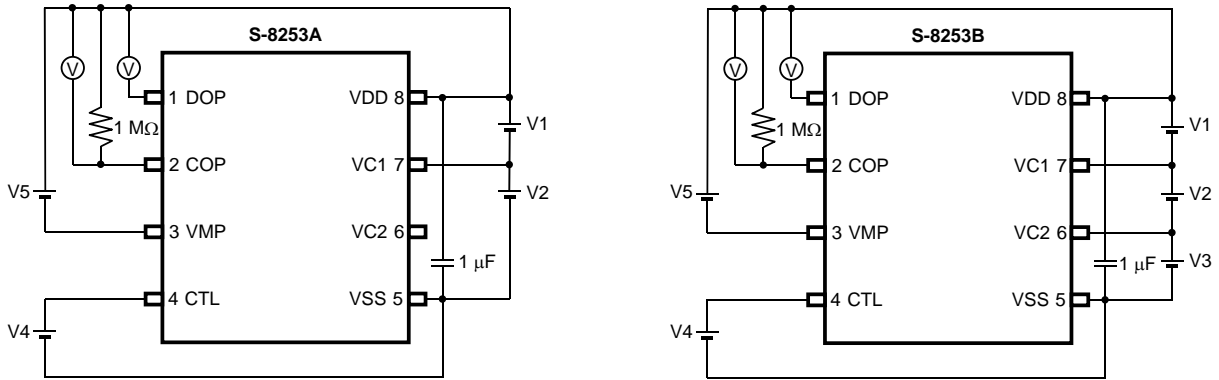 S-8253A
V
V
1 DOP
VDD 8
1 MΩ
V1
2 COP
VC1 7
V5
V2
3 VMP
VC2 6
1 μF
4 CTL
VSS 5
V4
S-8253B
V
V
1 DOP
VDD 8
1 MΩ
V1
2 COP
VC1 7
V5
V2
3 VMP
VC2 6
1 μF
V3
4 CTL
VSS 5
V4